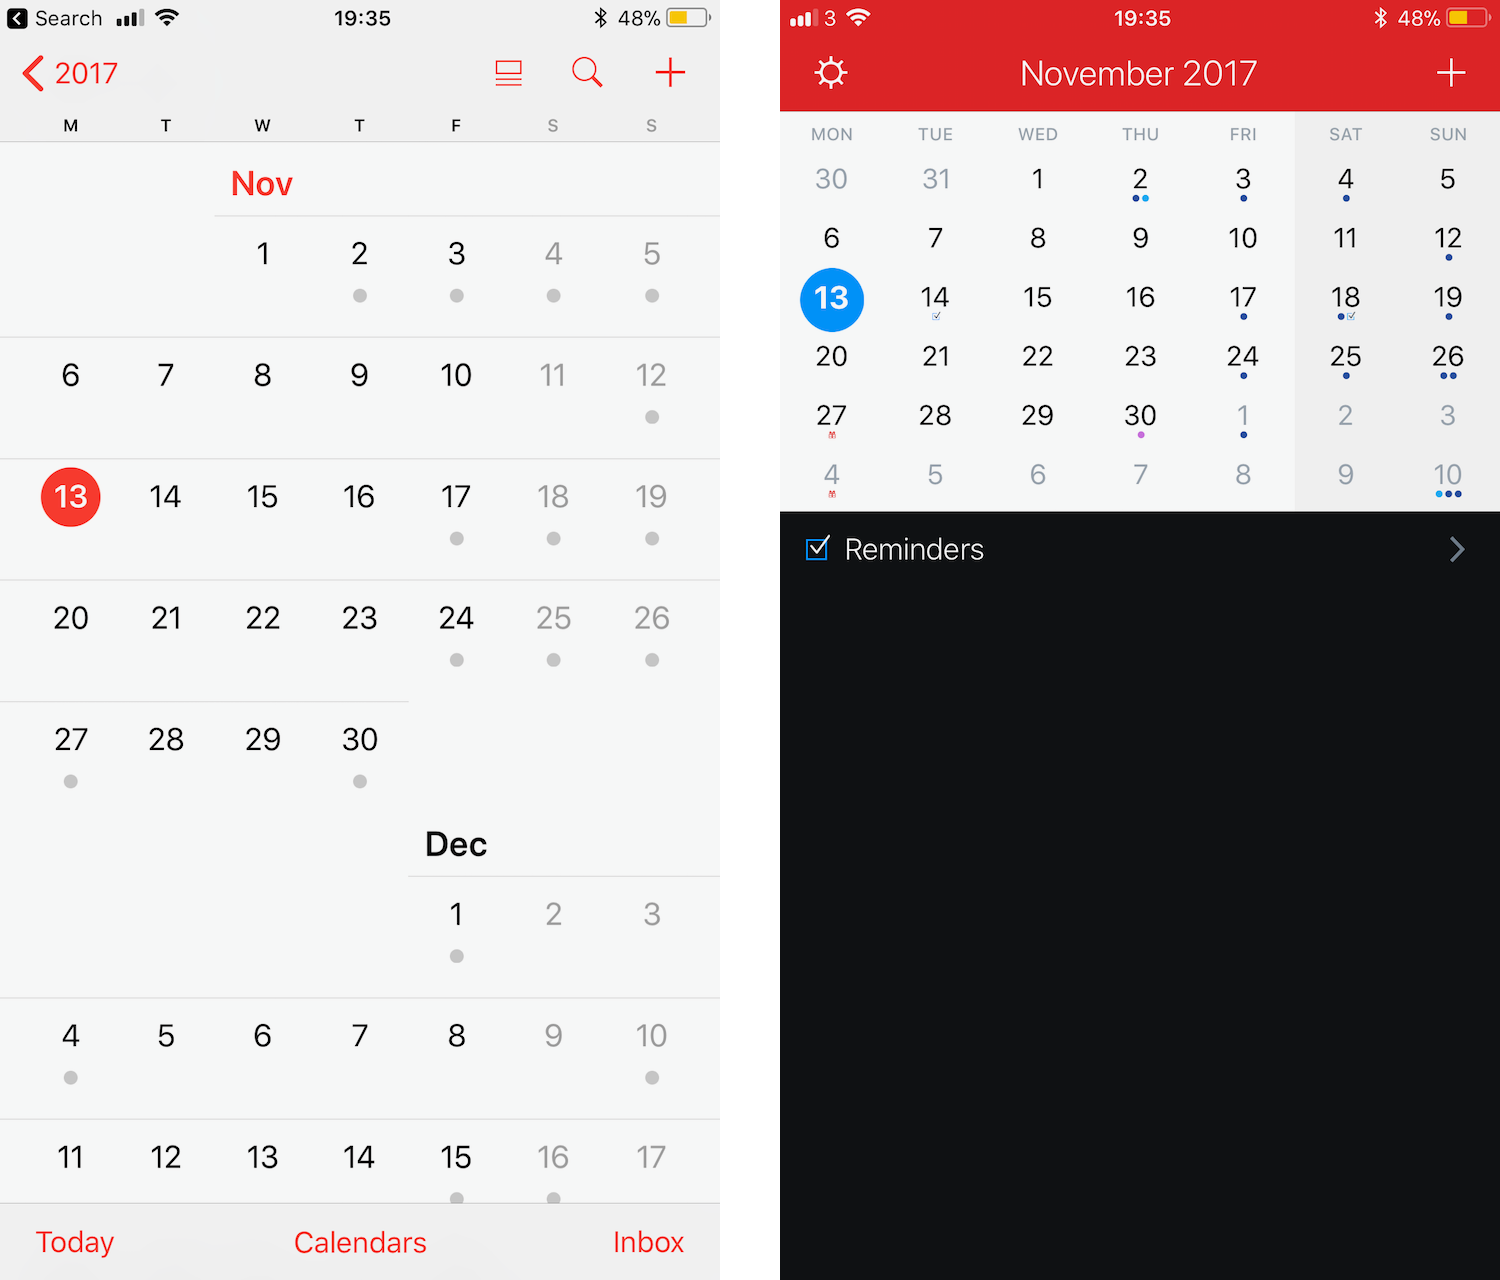 Search 19:35 48%
2017
M T W T F S S
Nov
1 2 3 4 5
6 7 8 9 10 11 12
13 14 15 16 17 18 19
20 21 22 23 24 25 26
27 28 29 30
Dec
1 2 3
4 5 6 7 8 9 10
11 12 13 14 15 16 17
Today Calendars Inbox
3 19:35 48%
November 2017
MON TUE WED THU FRI SAT SUN
30 31 1 2 3 4 5
6 7 8 9 10 11 12
13 14 15 16 17 18 19
20 21 22 23 24 25 26
27 28 29 30 1 2 3
4 5 6 7 8 9 10
Reminders